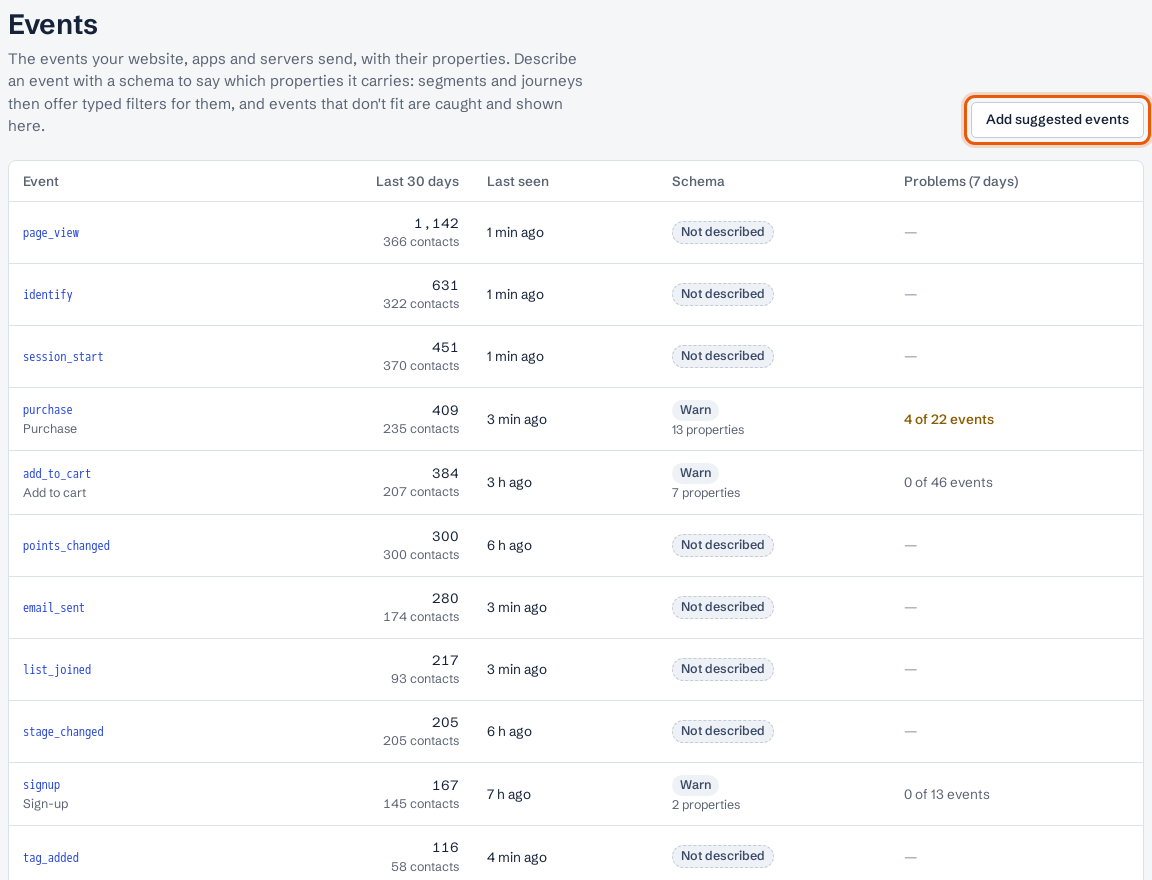 Events
The events your website, apps and servers send, with their properties. Describe
an event with a schema to say which properties it carries: segments and journeys
then offer typed filters for them, and events that don't fit are caught and shown
here.
Add suggested events
Event Last 30 days Last seen Schema Problems (7 days)
page_view 1,142 366 contacts 1 min ago Not described —
identify 631 322 contacts 1 min ago Not described —
session_start 451 370 contacts 1 min ago Not described —
purchase 409 3 min ago Warn 4 of 22 events
Purchase 235 contacts 13 properties
add_to_cart 384 3 h ago Warn 0 of 46 events
Add to cart 207 contacts 7 properties
points_changed 300 300 contacts 6 h ago Not described —
email_sent 280 174 contacts 3 min ago Not described —
list_joined 217 93 contacts 3 min ago Not described —
stage_changed 205 205 contacts 6 h ago Not described —
signup 167 7 h ago Warn 0 of 13 events
Sign-up 145 contacts 2 properties
tag_added 116 58 contacts 4 min ago Not described —